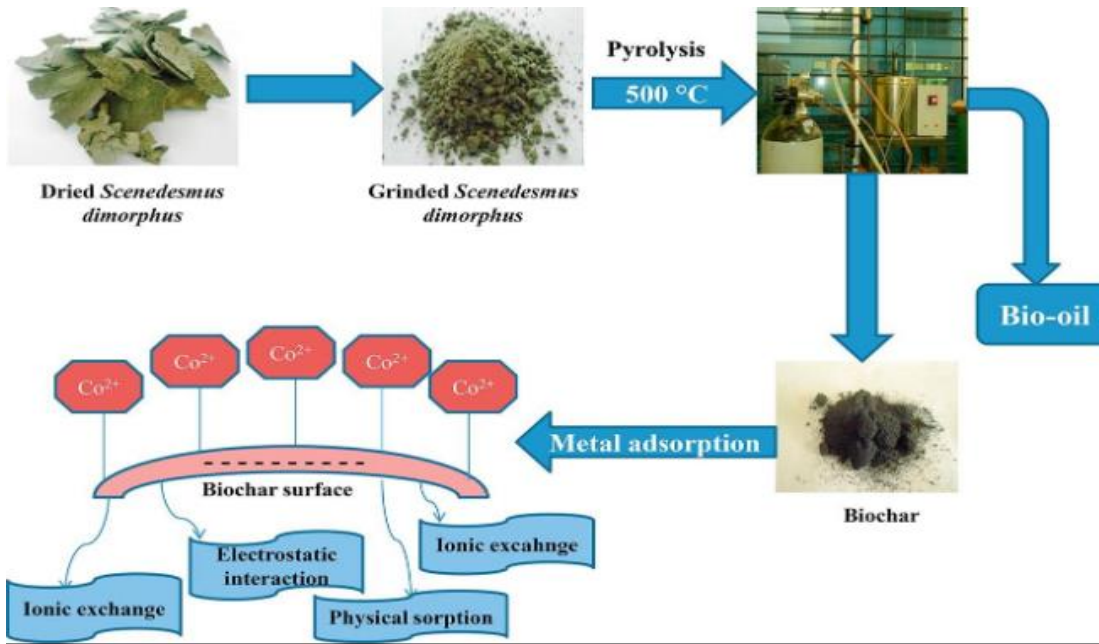 Pyrolysis
500 °C
Dried Scenedesmus
dimorphus
Grinded Scenedesmus
dimorphus
Bio-oil
Co²⁺
Co²⁺
Co²⁺
Co²⁺
Co²⁺
Metal adsorption
Biochar surface
Biochar
Ionic exchange
Electrostatic
interaction
Physical sorption
Ionic excahnge